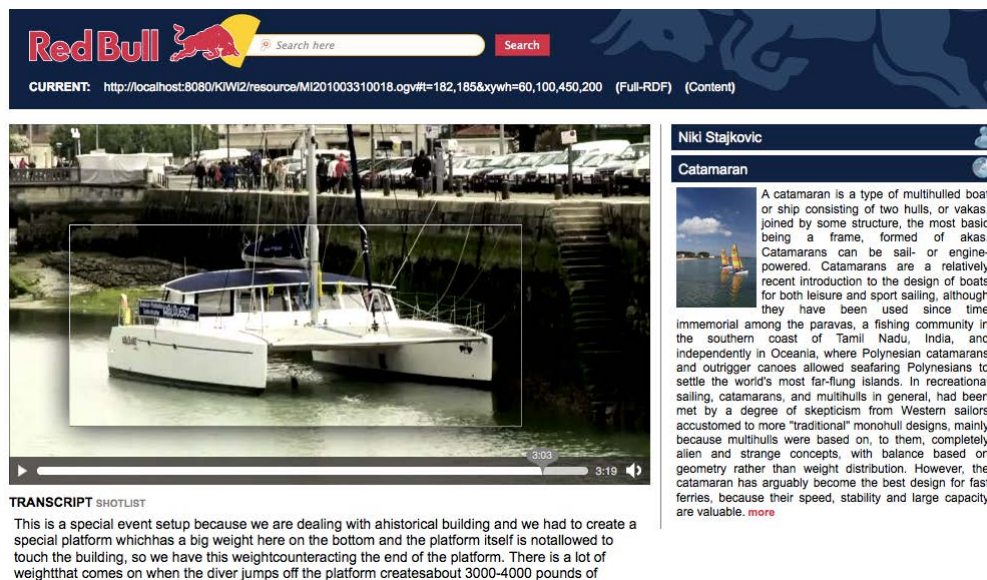 Red Bull
Search here
Search
CURRENT: http://localhost:8080/KiWi2/resource/MI201003310018.ogv#t=182,185&xywh=60,100,450,200 (Full-RDF) (Content)
3:03
3:19
TRANSCRIPT SHOTLIST
This is a special event setup because we are dealing with ahistorical building and we had to create a
special platform whichhas a big weight here on the bottom and the platform itself is notallowed to
touch the building, so we have this weightcounteracting the end of the platform. There is a lot of
weightthat comes on when the diver jumps off the platform createsabout 3000-4000 pounds of
Niki Stajkovic
Catamaran
A catamaran is a type of multihulled boat
or ship consisting of two hulls, or vakas,
joined by some structure, the most basic
being a frame, formed of akas.
Catamarans can be sail- or engine-
powered. Catamarans are a relatively
recent introduction to the design of boats
for both leisure and sport sailing, although
they have been used since time
immemorial among the paravas, a fishing community in
the southern coast of Tamil Nadu, India, and
independently in Oceania, where Polynesian catamarans
and outrigger canoes allowed seafaring Polynesians to
settle the world's most far-flung islands. In recreational
sailing, catamarans, and multihulls in general, had been
met by a degree of skepticism from Western sailors
accustomed to more "traditional" monohull designs, mainly
because multihulls were based on, to them, completely
alien and strange concepts, with balance based on
geometry rather than weight distribution. However, the
catamaran has arguably become the best design for fast
ferries, because their speed, stability and large capacity
are valuable. more